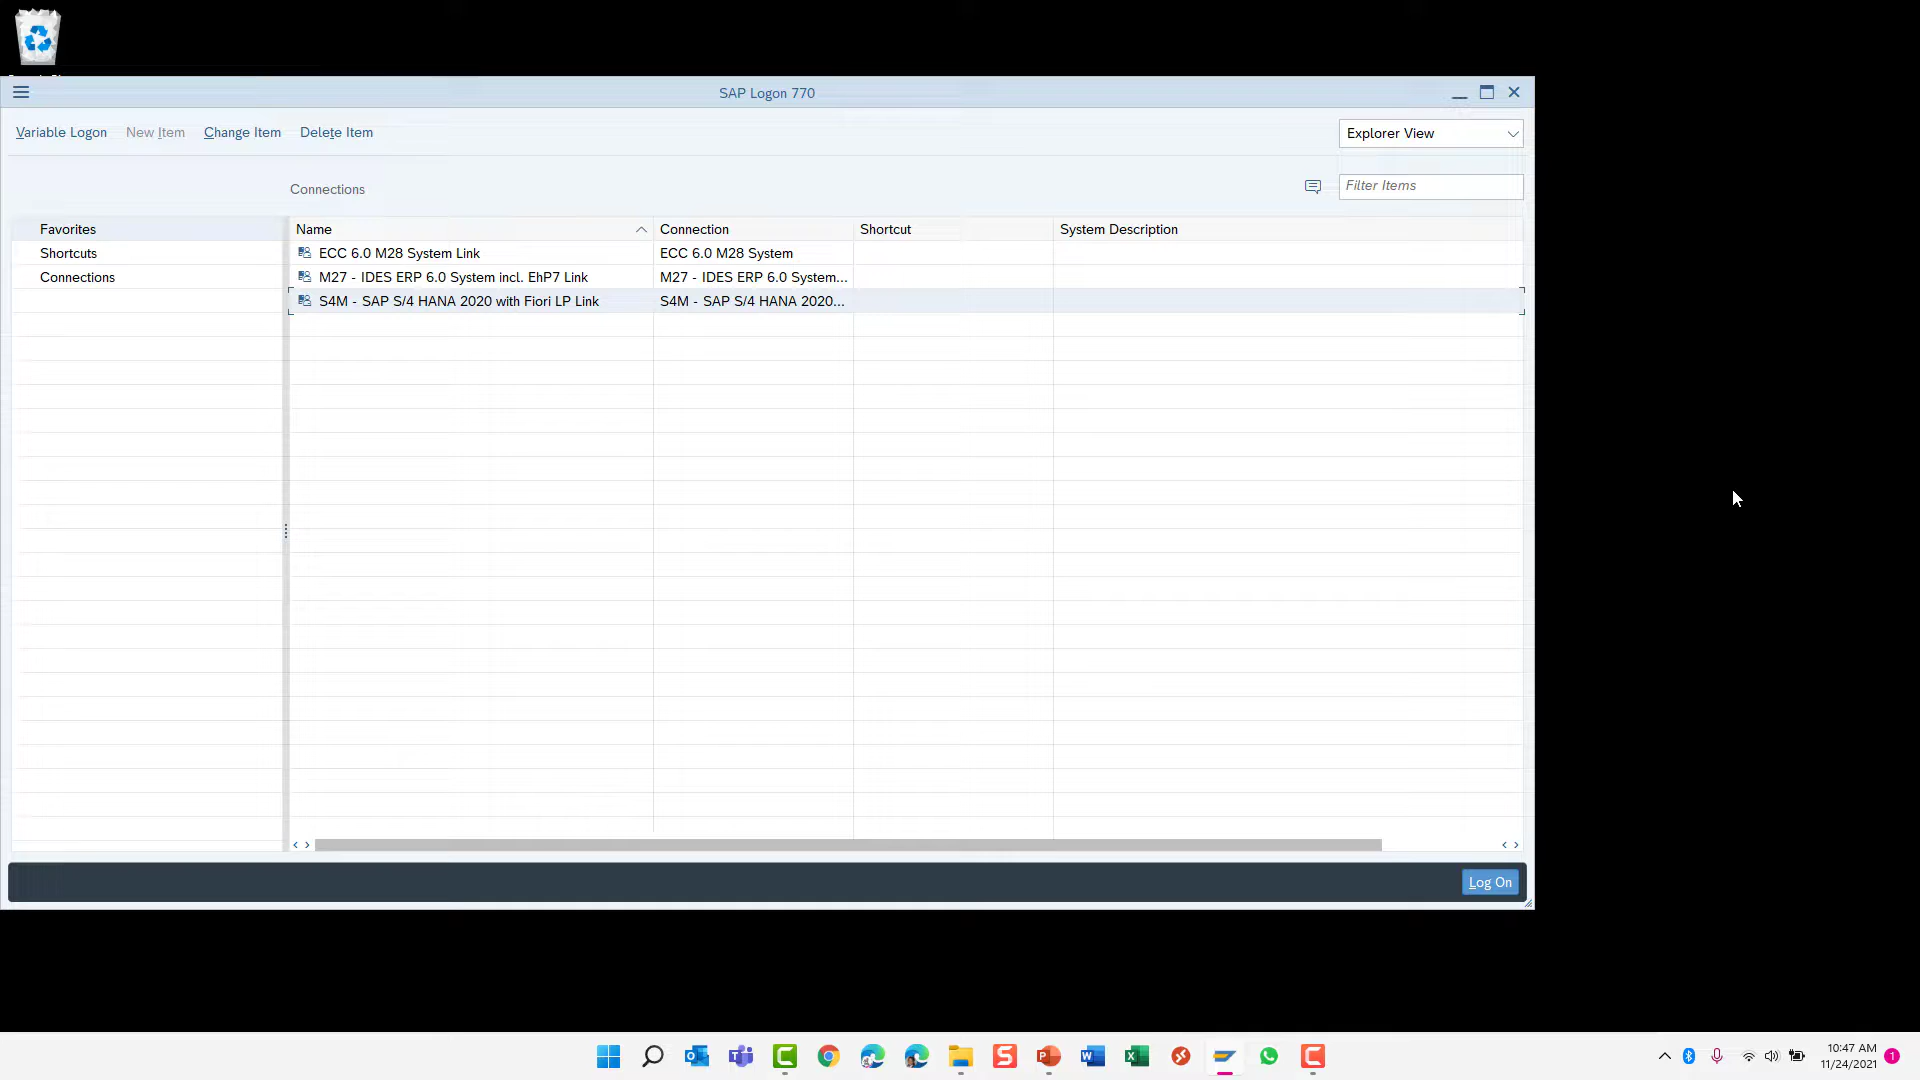 SAP Logon 770
Variable Logon New Item Change Item Delete Item
Explorer View
Connections
Filter Items
Favorites
Shortcuts
Connections
Name Connection Shortcut System Description
ECC 6.0 M28 System Link ECC 6.0 M28 System
M27 - IDES ERP 6.0 System incl. EhP7 Link M27 - IDES ERP 6.0 System...
S4M - SAP S/4 HANA 2020 with Fiori LP Link S4M - SAP S/4 HANA 2020...
Log On
10:47 AM
11/24/2021
1